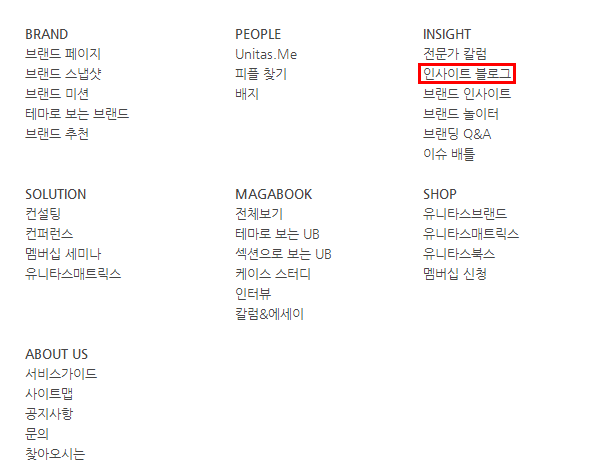 BRAND
브랜드 페이지
브랜드 스냅샷
브랜드 미션
테마로 보는 브랜드
브랜드 추천
PEOPLE
Unitas.Me
피플 찾기
배지
INSIGHT
전문가 칼럼
인사이트 블로그
브랜드 인사이트
브랜드 놀이터
브랜딩 Q&A
이슈 배틀
SOLUTION
컨설팅
컨퍼런스
멤버십 세미나
유니타스매트릭스
MAGABOOK
전체보기
테마로 보는 UB
섹션으로 보는 UB
케이스 스터디
인터뷰
칼럼&에세이
SHOP
유니타스브랜드
유니타스매트릭스
유니타스북스
멤버십 신청
ABOUT US
서비스가이드
사이트맵
공지사항
문의
찾아오시는